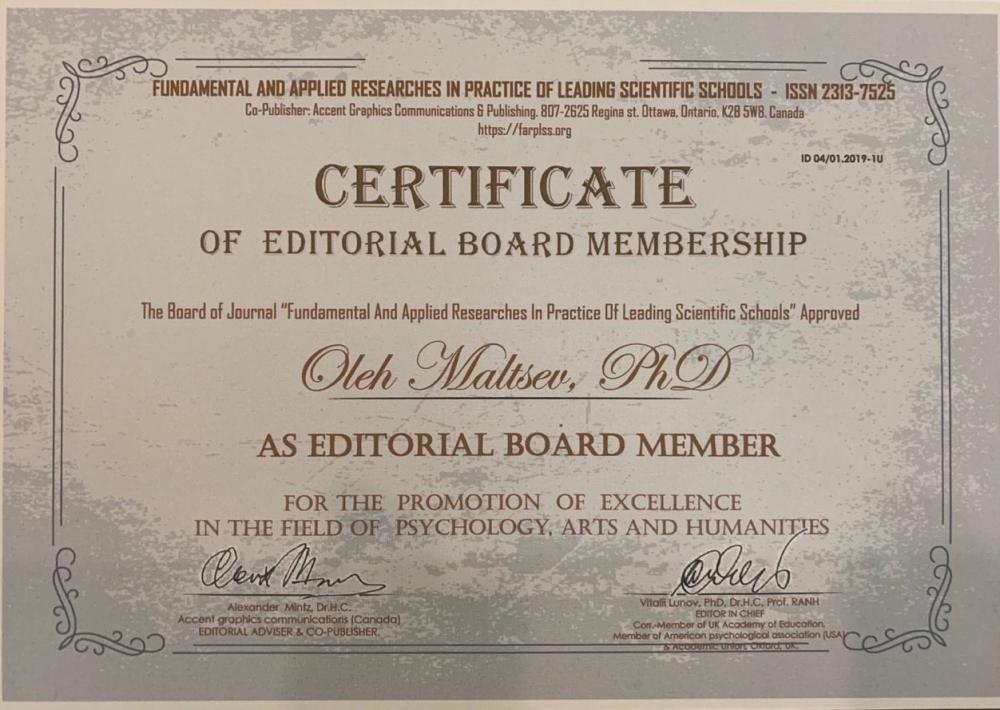 FUNDAMENTAL AND APPLIED RESEARCHES IN PRACTICE OF LEADING SCIENTIFIC SCHOOLS - ISSN 2313-7525
Co-Publisher: Accent Graphics Communications & Publishing. 807-2625 Regina st. Ottawa, Ontario, K2B 5W8, Canada
https://farplss.org
ID 04/01.2019-1U
CERTIFICATE
OF EDITORIAL BOARD MEMBERSHIP
The Board of Journal "Fundamental And Applied Researches In Practice Of Leading Scientific Schools" Approved
Oleh Maltsev, PhD
AS EDITORIAL BOARD MEMBER
FOR THE PROMOTION OF EXCELLENCE
IN THE FIELD OF PSYCHOLOGY, ARTS AND HUMANITIES
Alexander Mintz, Dr.H.C.
Accent graphics communications (Canada)
EDITORIAL ADVISER & CO-PUBLISHER,
Vitalii Lunov, PhD, Dr.H.C, Prof. RANH
EDITOR IN CHIEF
Corr.-Member of UK Academy of Education,
Member of American psychological association (USA)
& Academic Union, Oxford, UK.